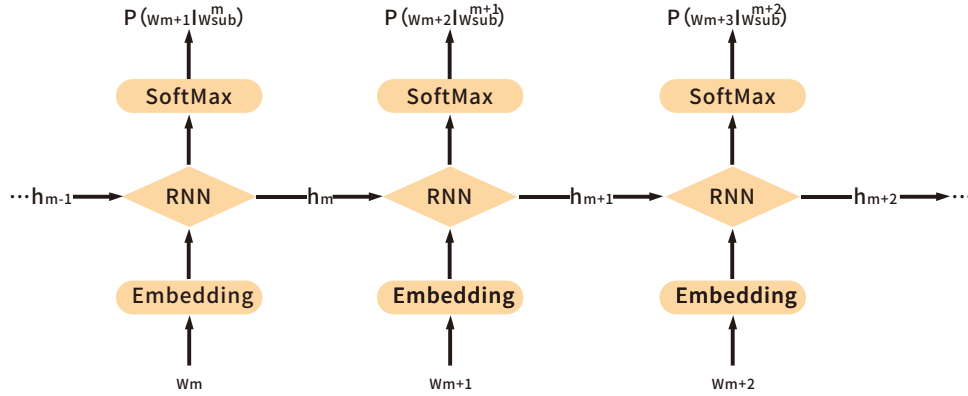 P(wm+1|wsub^m) P(wm+2|wsub^m+1) P(wm+3|wsub^m+2)
SoftMax SoftMax SoftMax
···hm-1 RNN hm RNN hm+1 RNN hm+2 ···
Embedding Embedding Embedding
wm wm+1 wm+2